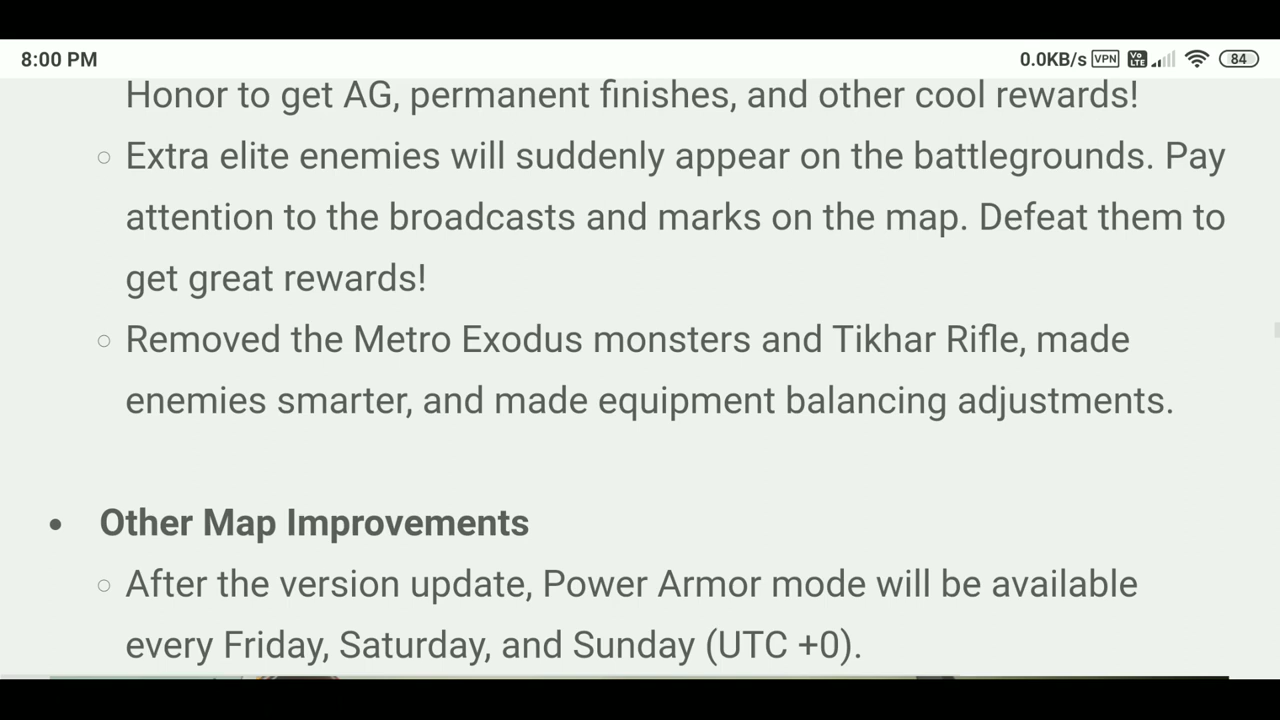 8:00 PM 0.0KB/s VPN Vo LTE 84
Honor to get AG, permanent finishes, and other cool rewards!
Extra elite enemies will suddenly appear on the battlegrounds. Pay
attention to the broadcasts and marks on the map. Defeat them to
get great rewards!
Removed the Metro Exodus monsters and Tikhar Rifle, made
enemies smarter, and made equipment balancing adjustments.
Other Map Improvements
After the version update, Power Armor mode will be available
every Friday, Saturday, and Sunday (UTC +0).